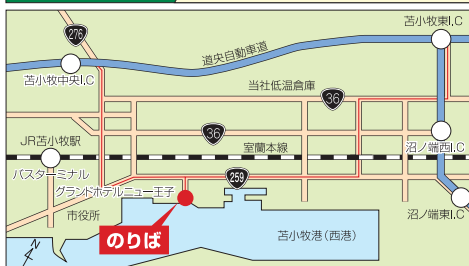 276
苫小牧東I.C
道央自動車道
苫小牧中央I.C
当社低温倉庫
36
36
JR苫小牧駅
室蘭本線
沼ノ端西I.C
バスターミナル
259
グランドホテルニュー王子
市役所
沼ノ端東I.C
のりば
苫小牧港(西港)
N